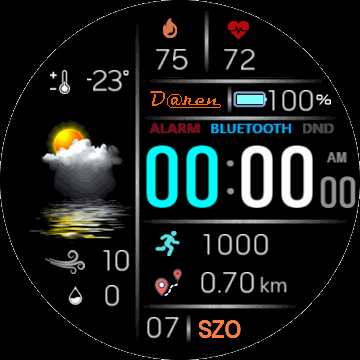 75 72
-23°
D@ren 100%
ALARM BLUETOOTH DND
00:00 AM 00
1000
10
0.70 km
0
07 SZO